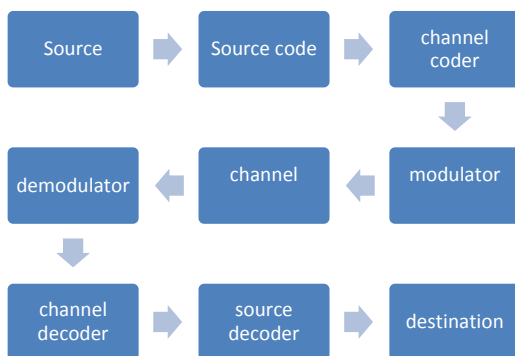 Source
Source code
channel
coder
demodulator
channel
modulator
channel
decoder
source
decoder
destination